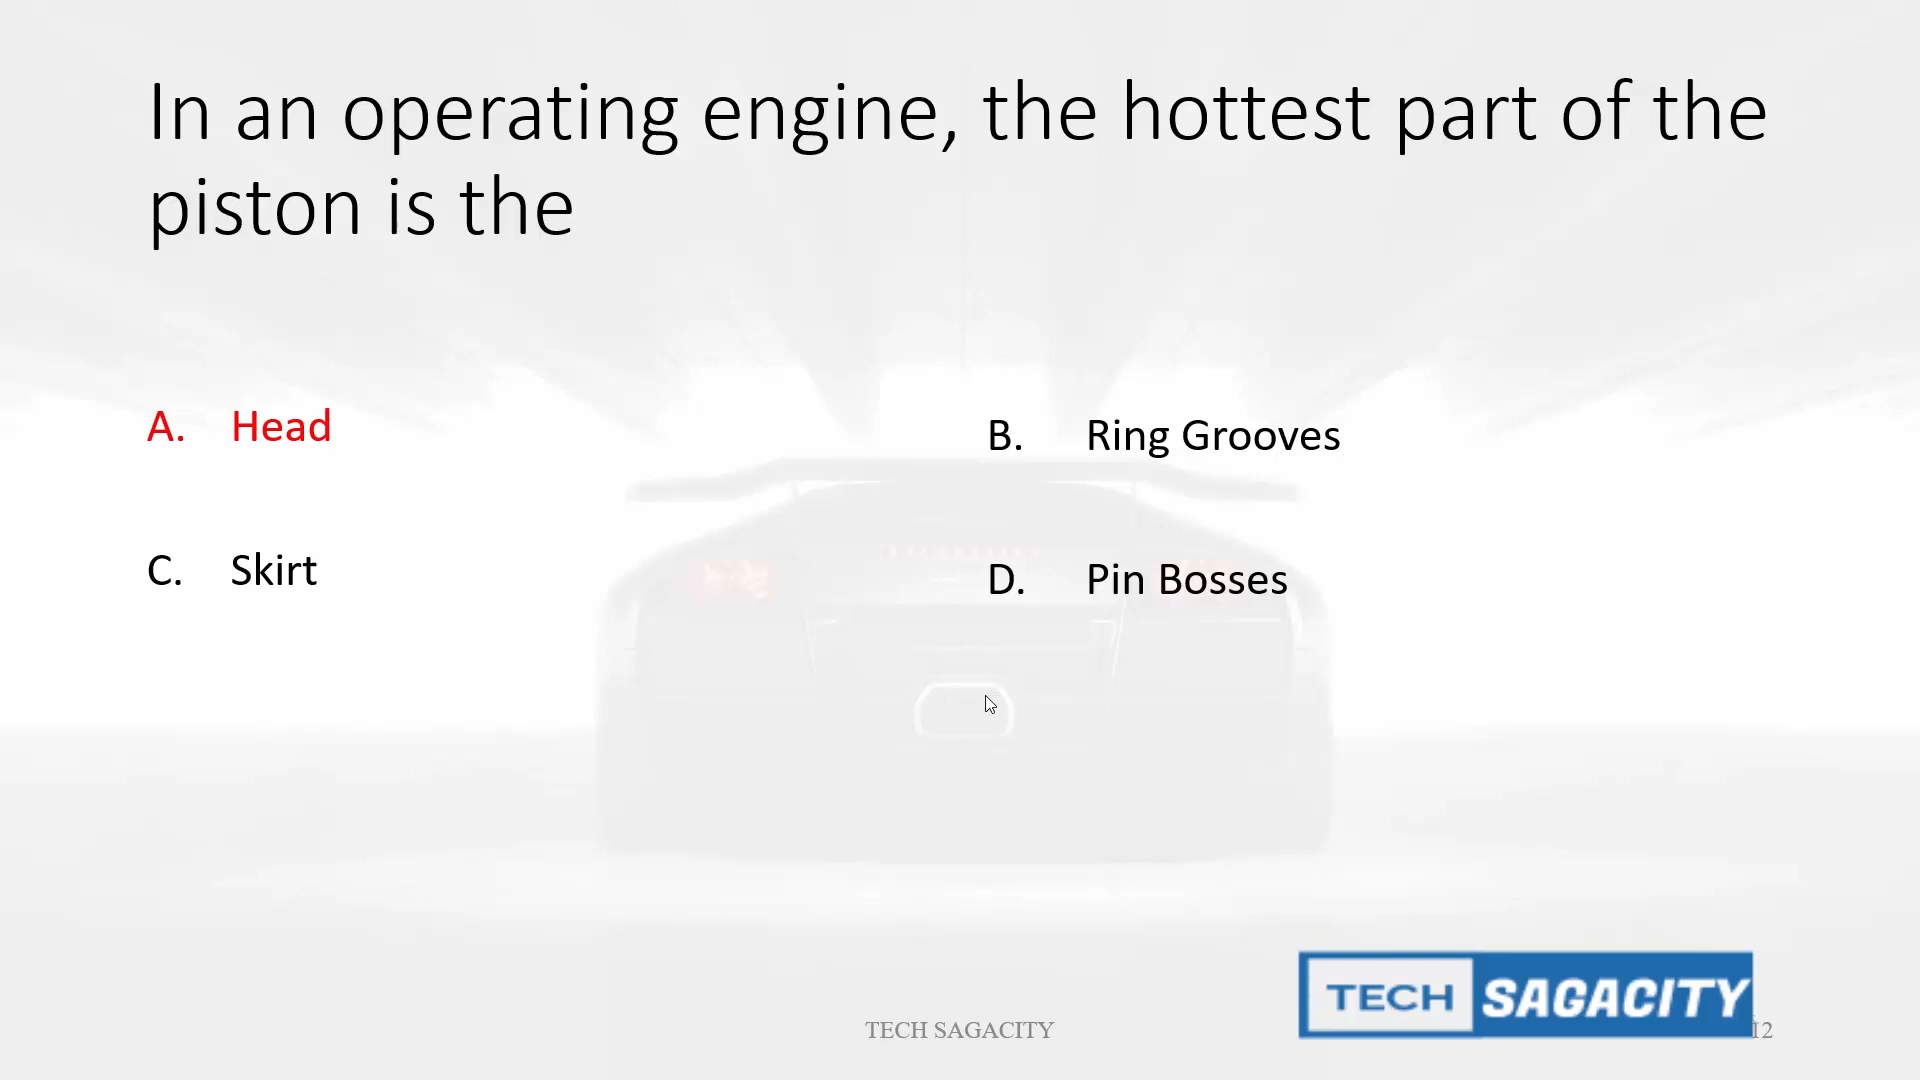 In an operating engine, the hottest part of the
piston is the
A. Head
B. Ring Grooves
C. Skirt
D. Pin Bosses
TECH SAGACITY
TECH SAGACITY
12